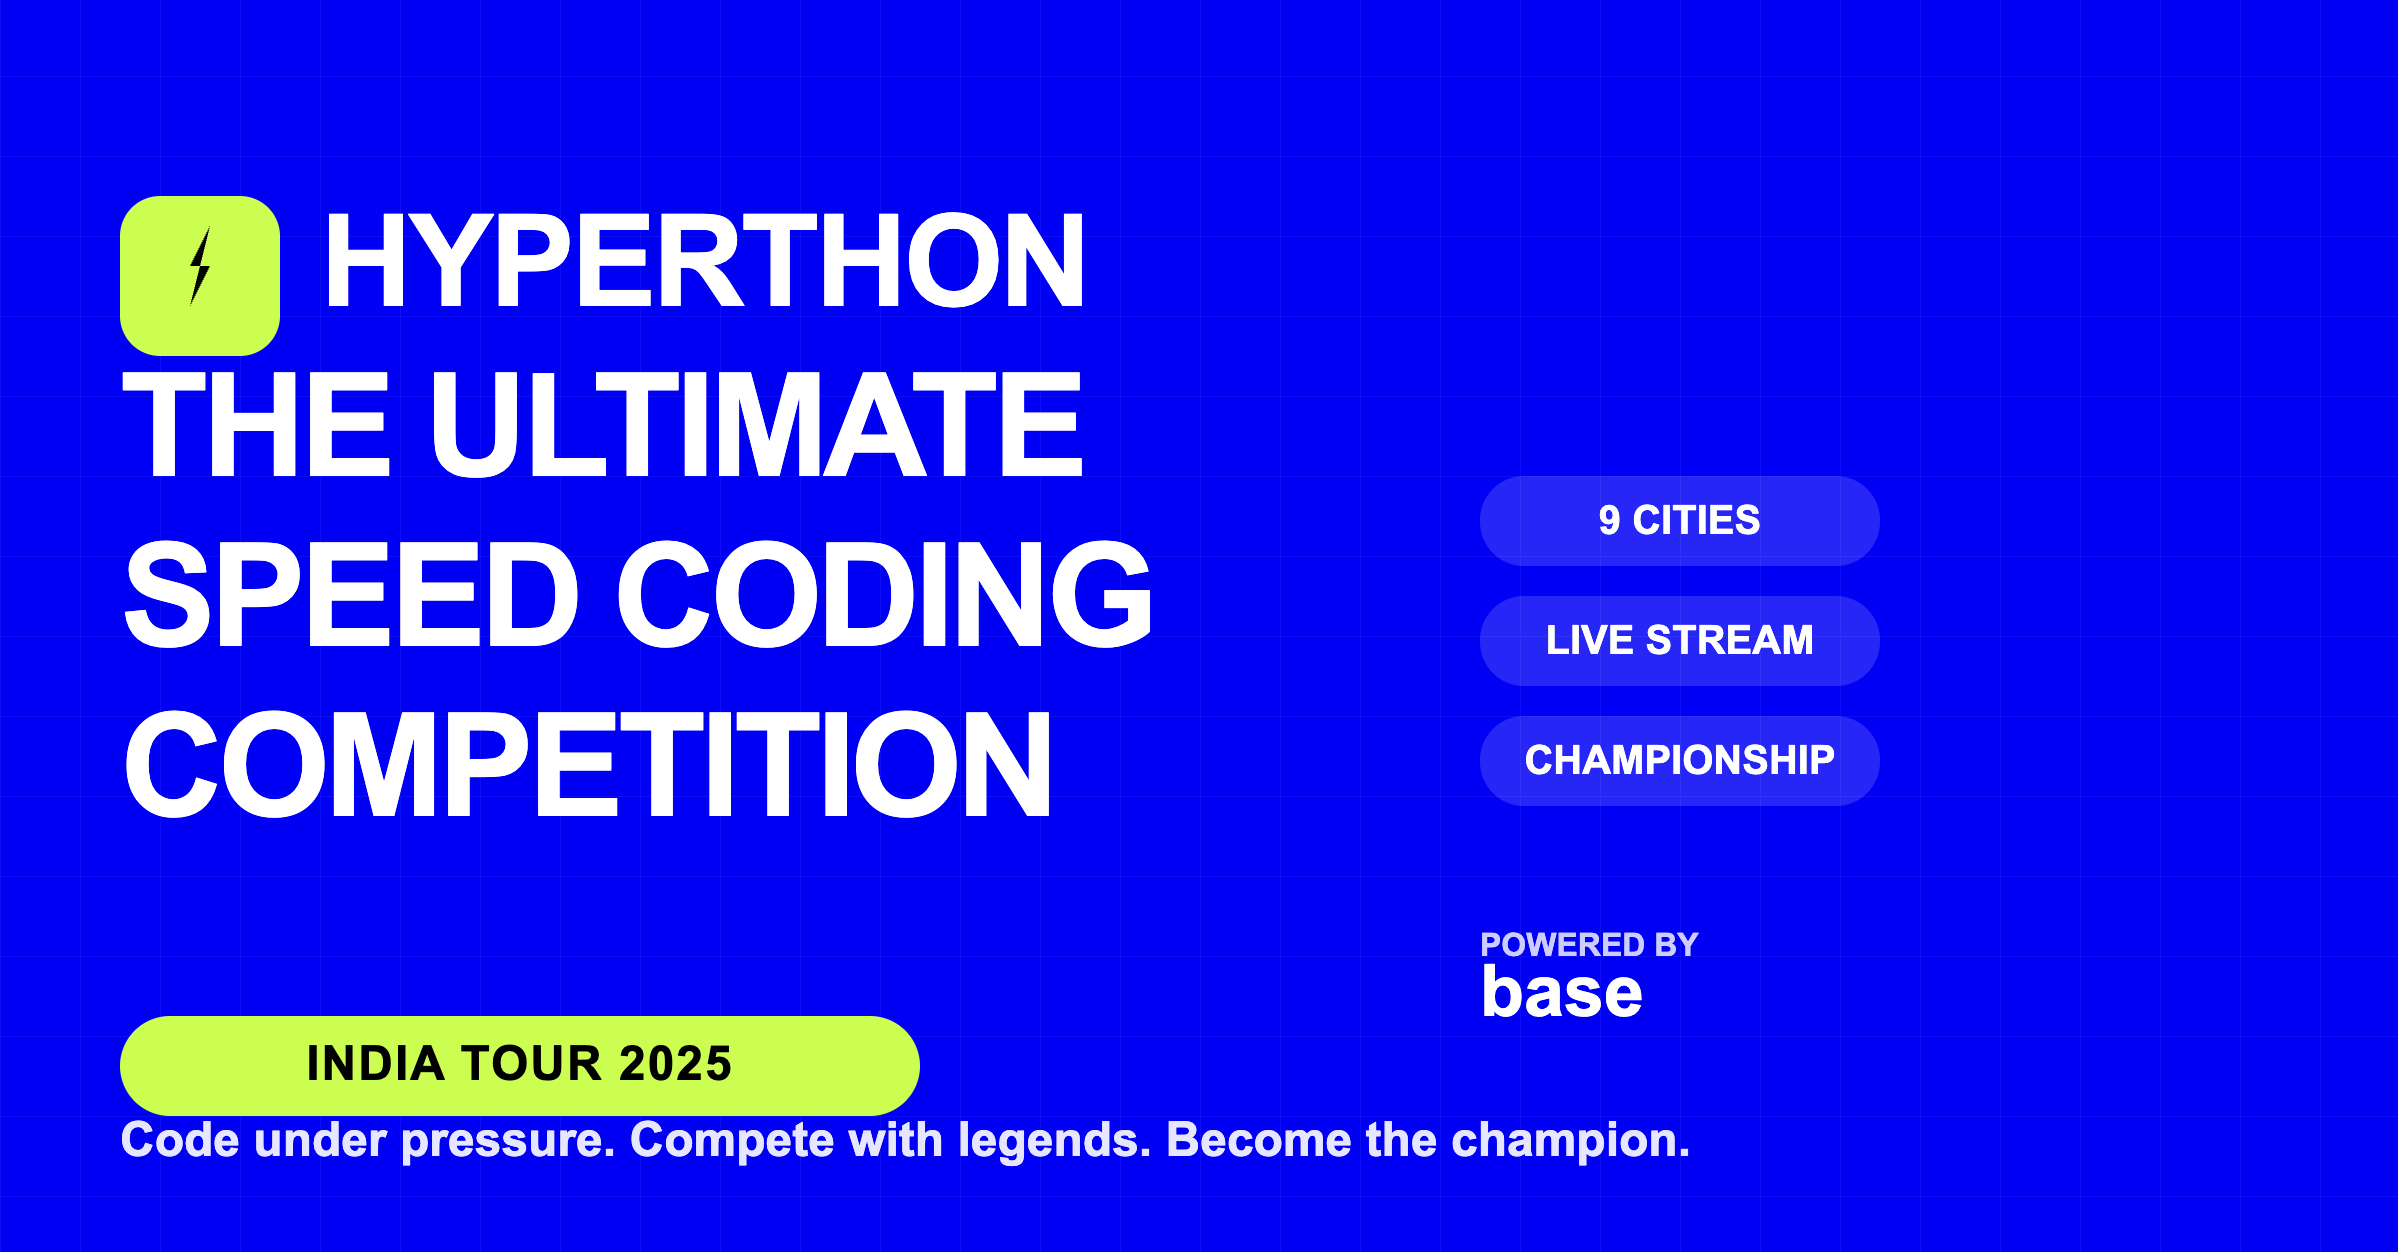 HYPERTHON
THE ULTIMATE
SPEED CODING
COMPETITION
9 CITIES
LIVE STREAM
CHAMPIONSHIP
POWERED BY
base
INDIA TOUR 2025
Code under pressure. Compete with legends. Become the champion.